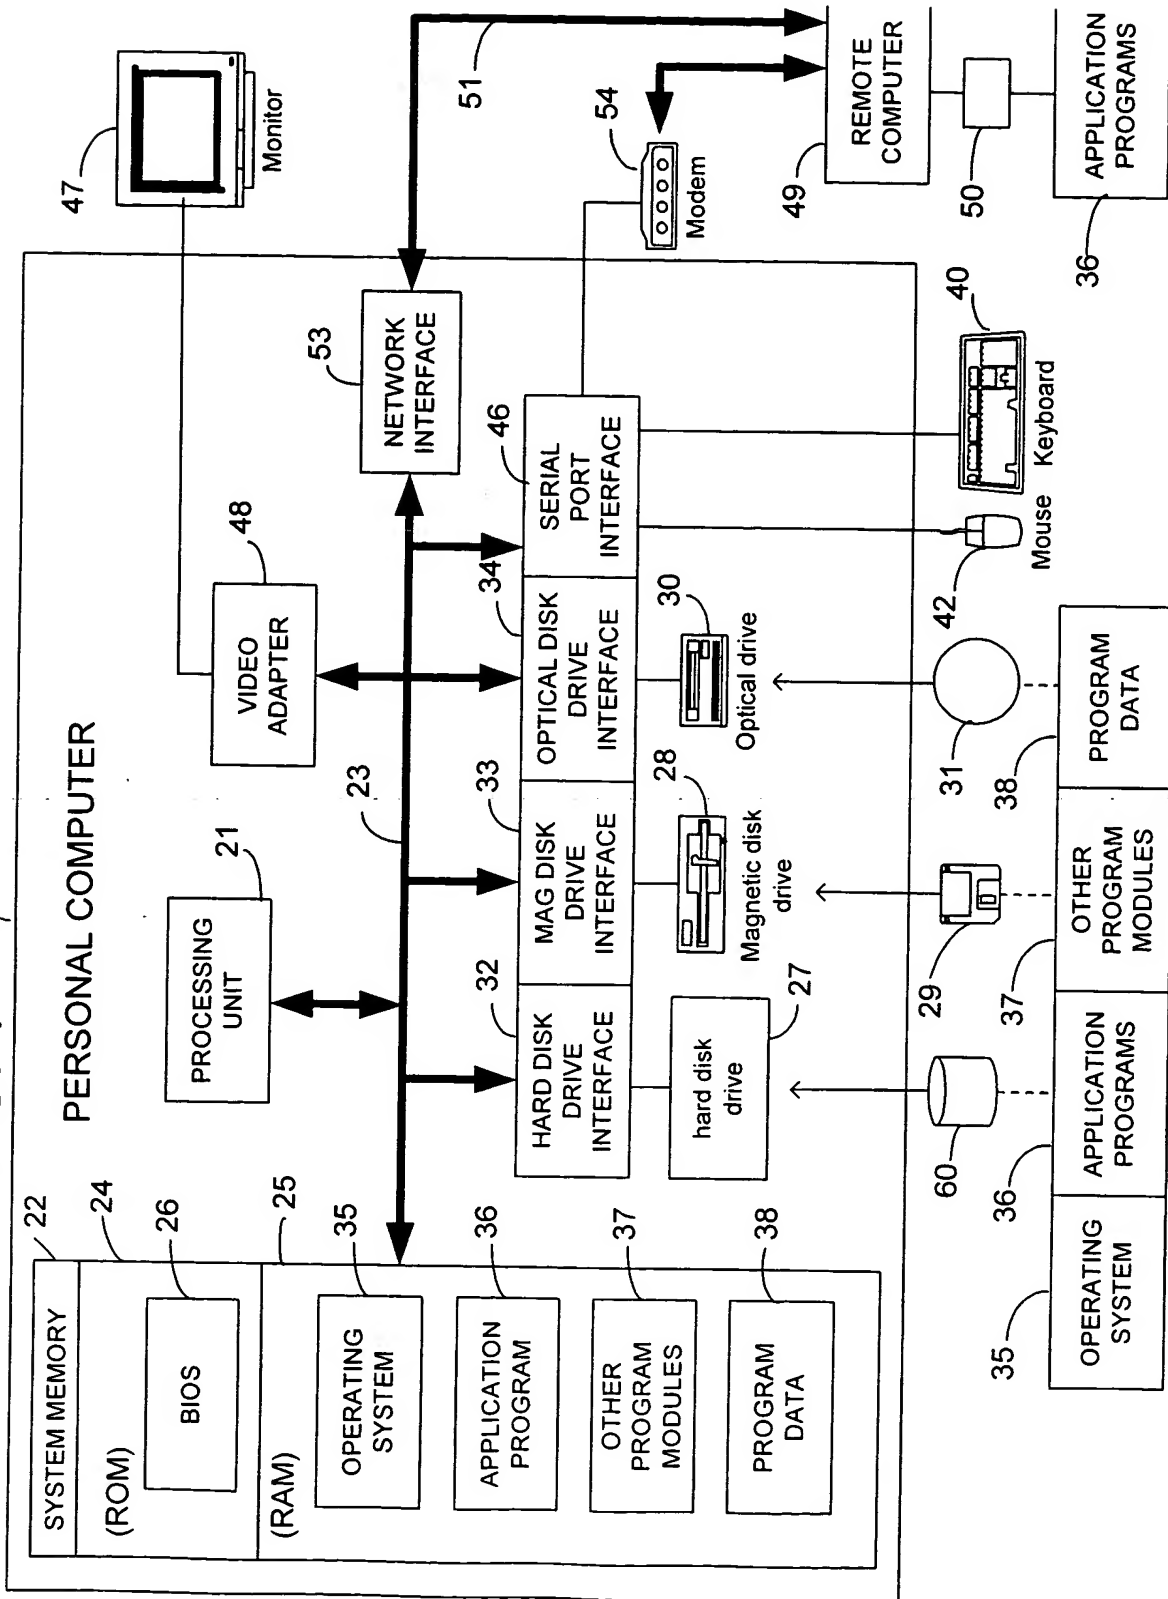 PERSONAL COMPUTER
22
SYSTEM MEMORY
24
(ROM)
26
BIOS
25
(RAM)
35
OPERATING
SYSTEM
36
APPLICATION
PROGRAM
37
OTHER
PROGRAM
MODULES
38
PROGRAM
DATA
21
PROCESSING
UNIT
23
48
VIDEO
ADAPTER
47
Monitor
53
NETWORK
INTERFACE
51
32
HARD DISK
DRIVE
INTERFACE
33
MAG DISK
DRIVE
INTERFACE
34
OPTICAL DISK
DRIVE
INTERFACE
46
SERIAL
PORT
INTERFACE
27
hard disk
drive
28
Magnetic disk
drive
30
Optical drive
54
Modem
49
REMOTE
COMPUTER
50
36
APPLICATION
PROGRAMS
60
29
31
42
Mouse
40
Keyboard
35
OPERATING
SYSTEM
36
APPLICATION
PROGRAMS
37
OTHER
PROGRAM
MODULES
38
PROGRAM
DATA